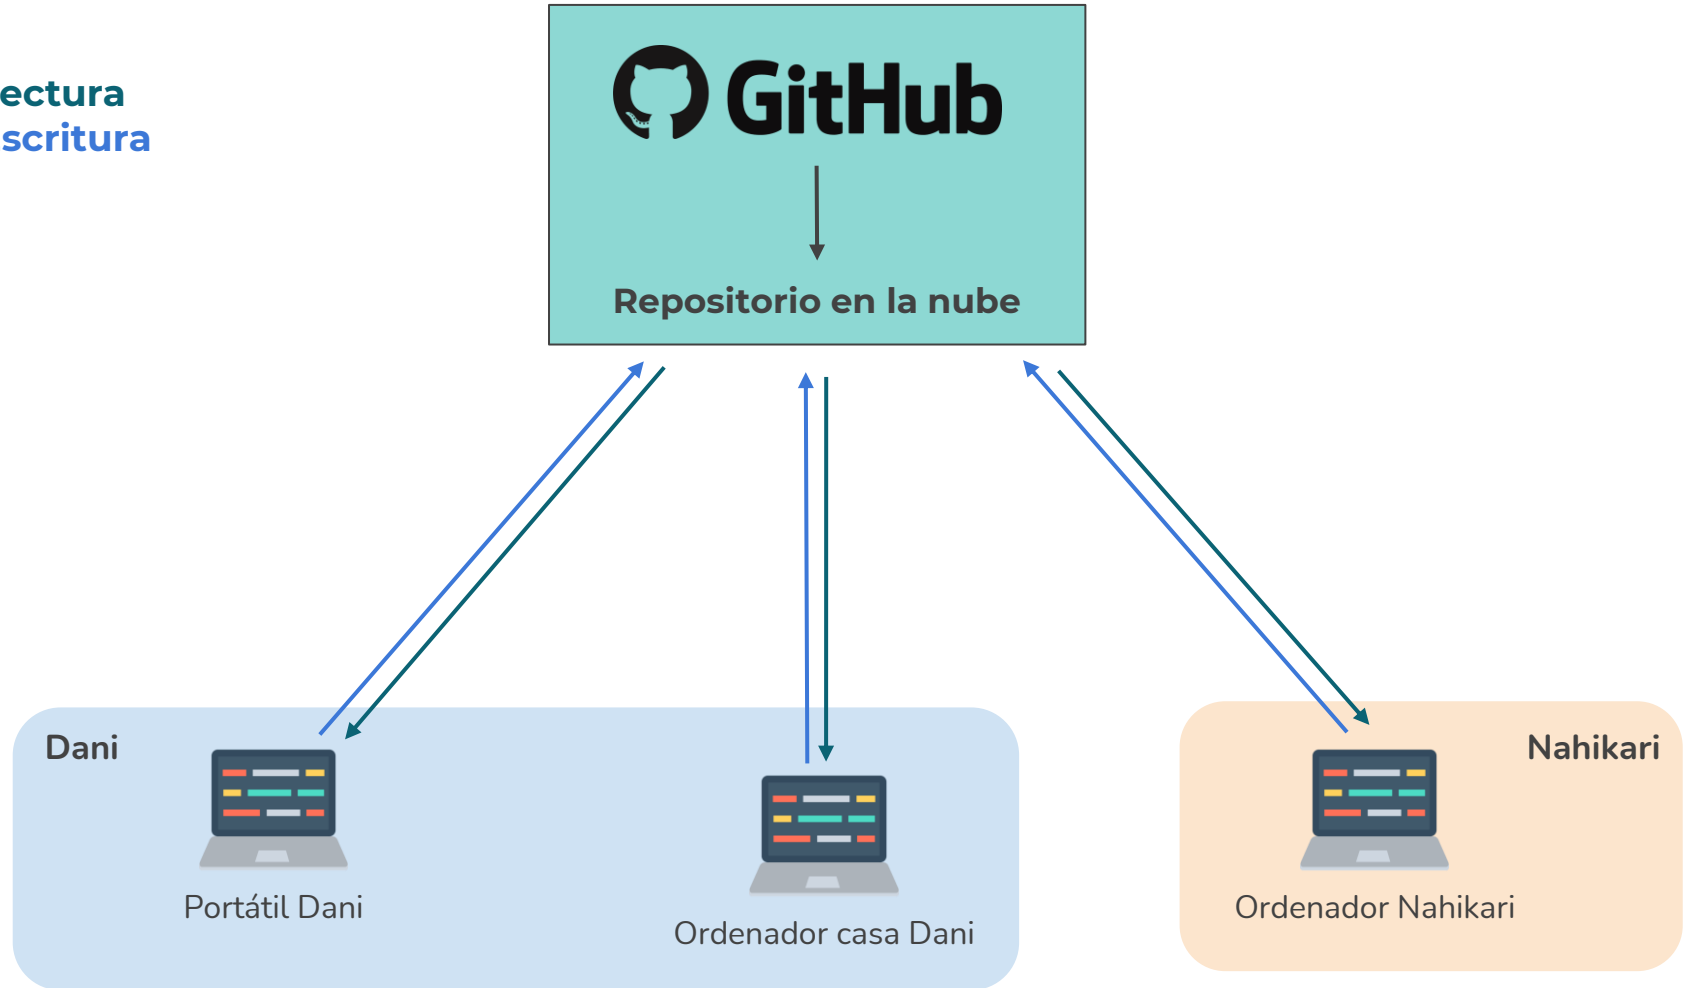 ectura
scritura
GitHub
Repositorio en la nube
Dani
Nahikari
Portátil Dani
Ordenador casa Dani
Ordenador Nahikari